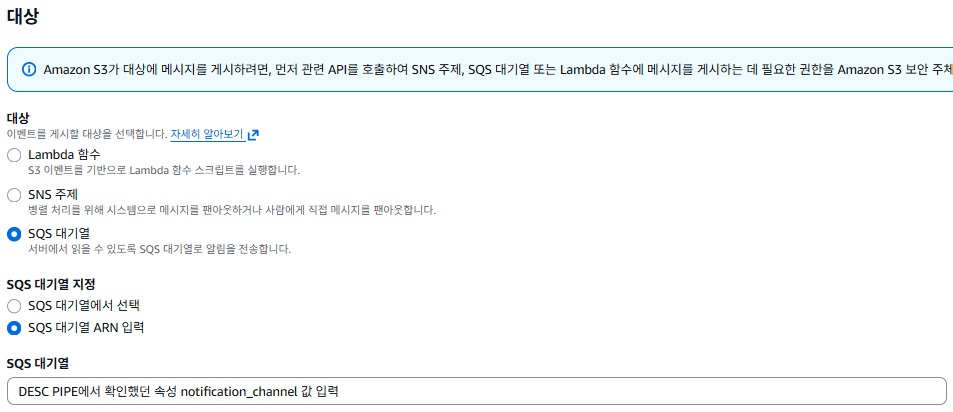 대상
Amazon S3가 대상에 메시지를 게시하려면, 먼저 관련 API를 호출하여 SNS 주제, SQS 대기열 또는 Lambda 함수에 메시지를 게시하는 데 필요한 권한을 Amazon S3 보안 주체
대상
이벤트를 게시할 대상을 선택합니다. 자세히 알아보기
Lambda 함수
S3 이벤트를 기반으로 Lambda 함수 스크립트를 실행합니다.
SNS 주제
병렬 처리를 위해 시스템으로 메시지를 팬아웃하거나 사람에게 직접 메시지를 팬아웃합니다.
SQS 대기열
서버에서 읽을 수 있도록 SQS 대기열로 알림을 전송합니다.
SQS 대기열 지정
SQS 대기열에서 선택
SQS 대기열 ARN 입력
SQS 대기열
DESC PIPE에서 확인했던 속성 notification_channel 값 입력